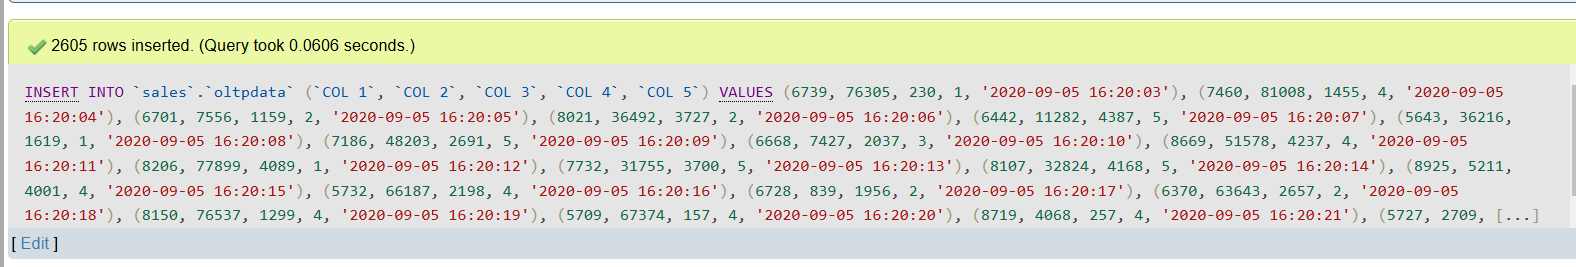 2605 rows inserted. (Query took 0.0606 seconds.)
INSERT INTO `sales`.`oltpdata` (`COL 1`, `COL 2`, `COL 3`, `COL 4`, `COL 5`) VALUES (6739, 76305, 230, 1, '2020-09-05 16:20:03'), (7460, 81008, 1455, 4, '2020-09-05
16:20:04'), (6701, 7556, 1159, 2, '2020-09-05 16:20:05'), (8021, 36492, 3727, 2, '2020-09-05 16:20:06'), (6442, 11282, 4387, 5, '2020-09-05 16:20:07'), (5643, 36216,
1619, 1, '2020-09-05 16:20:08'), (7186, 48203, 2691, 5, '2020-09-05 16:20:09'), (6668, 7427, 2037, 3, '2020-09-05 16:20:10'), (8669, 51578, 4237, 4, '2020-09-05
16:20:11'), (8206, 77899, 4089, 1, '2020-09-05 16:20:12'), (7732, 31755, 3700, 5, '2020-09-05 16:20:13'), (8107, 32824, 4168, 5, '2020-09-05 16:20:14'), (8925, 5211,
4001, 4, '2020-09-05 16:20:15'), (5732, 66187, 2198, 4, '2020-09-05 16:20:16'), (6728, 839, 1956, 2, '2020-09-05 16:20:17'), (6370, 63643, 2657, 2, '2020-09-05
16:20:18'), (8150, 76537, 1299, 4, '2020-09-05 16:20:19'), (5709, 67374, 157, 4, '2020-09-05 16:20:20'), (8719, 4068, 257, 4, '2020-09-05 16:20:21'), (5727, 2709, [...]
[ Edit ]